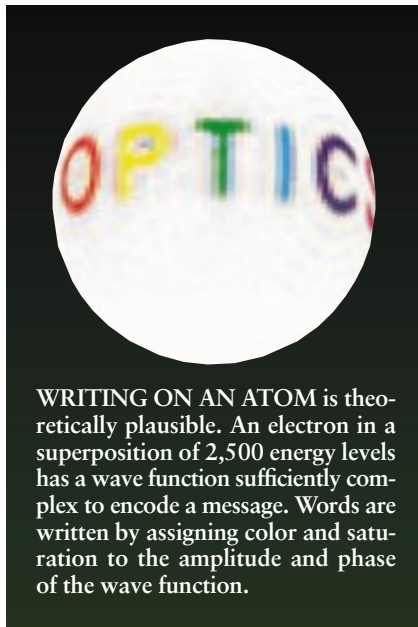 OPTICS
WRITING ON AN ATOM is theo-
retically plausible. An electron in a
superposition of 2,500 energy levels
has a wave function sufficiently com-
plex to encode a message. Words are
written by assigning color and satu-
ration to the amplitude and phase
of the wave function.